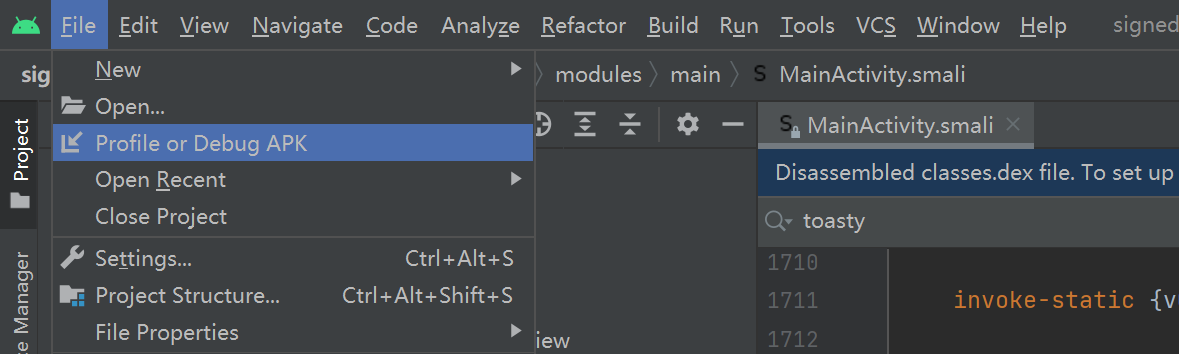 File Edit View Navigate Code Analyze Refactor Build Run Tools VCS Window Help signed
sig modules main MainActivity.smali
New
Open...
Profile or Debug APK
Open Recent
Close Project
Settings... Ctrl+Alt+S
Project Structure... Ctrl+Alt+Shift+S
File Properties
iew
Project
ce Manager
MainActivity.smali
Disassembled classes.dex file. To set up
toasty
1710
1711 invoke-static {v
1712